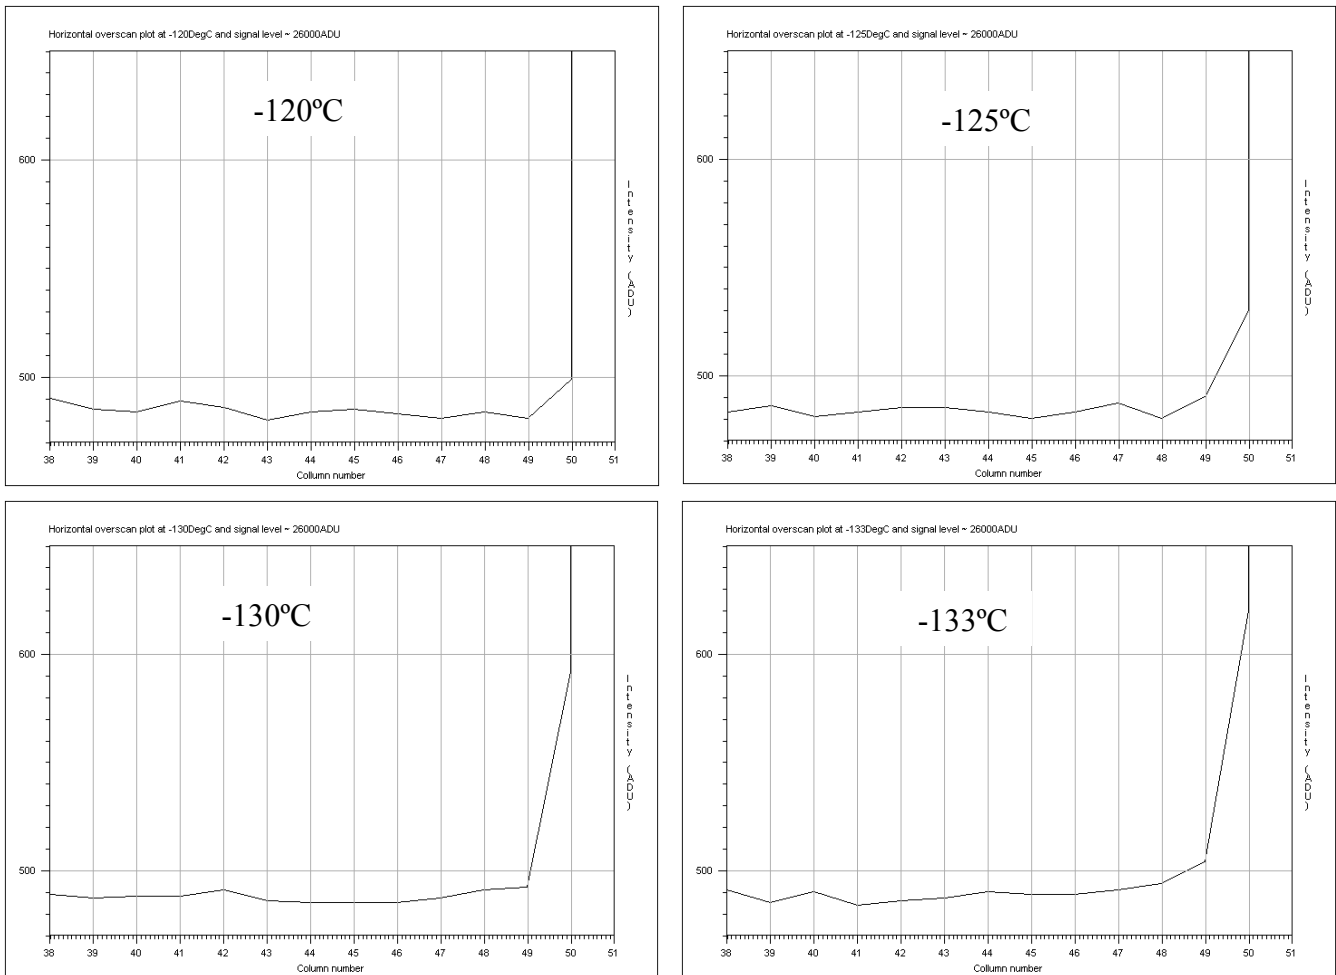 Horizontal overscan plot at -120DegC and signal level ~ 26000ADU
-120ºC
600
500
Intensity (ADU)
38 39 40 41 42 43 44 45 46 47 48 49 50 51
Collumn number
Horizontal overscan plot at -125DegC and signal level ~ 26000ADU
-125ºC
600
500
Intensity (ADU)
38 39 40 41 42 43 44 45 46 47 48 49 50 51
Column number
Horizontal overscan plot at -130DegC and signal level ~ 26000ADU
-130ºC
600
500
Intensity (ADU)
38 39 40 41 42 43 44 45 46 47 48 49 50 51
Column number
Horizontal overscan plot at -133DegC and signal level ~ 26000ADU
-133ºC
600
500
Intensity (ADU)
38 39 40 41 42 43 44 45 46 47 48 49 50 51
Column number